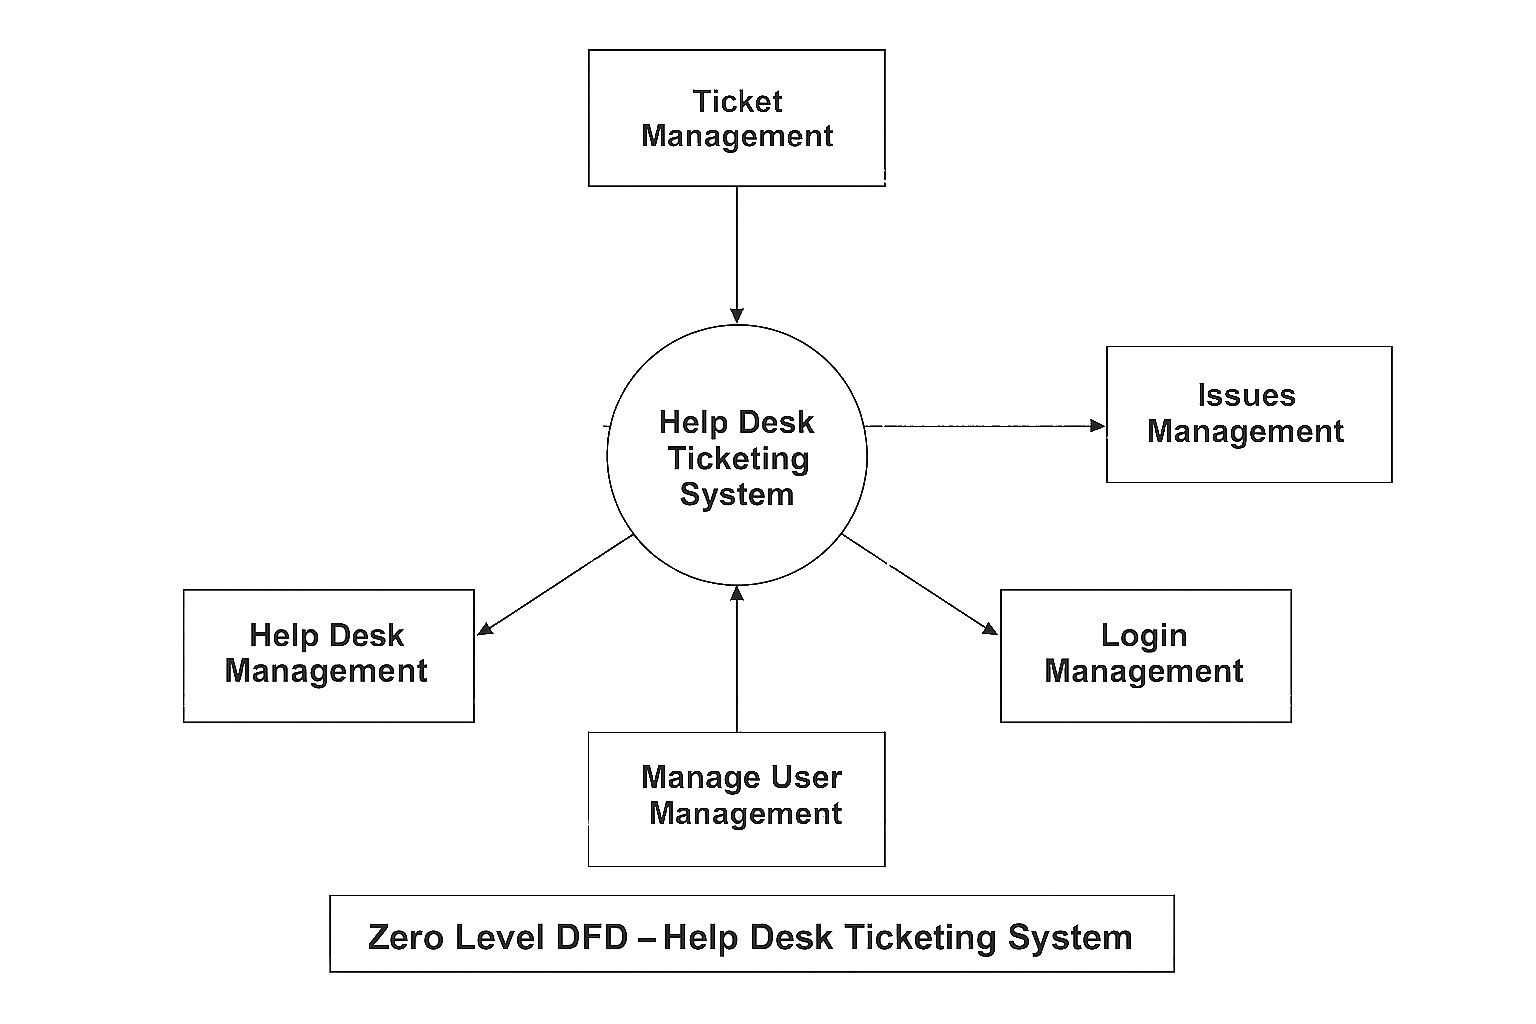 Ticket
Management
Help Desk
Ticketing
System
Issues
Management
Help Desk
Management
Login
Management
Manage User
Management
Zero Level DFD – Help Desk Ticketing System